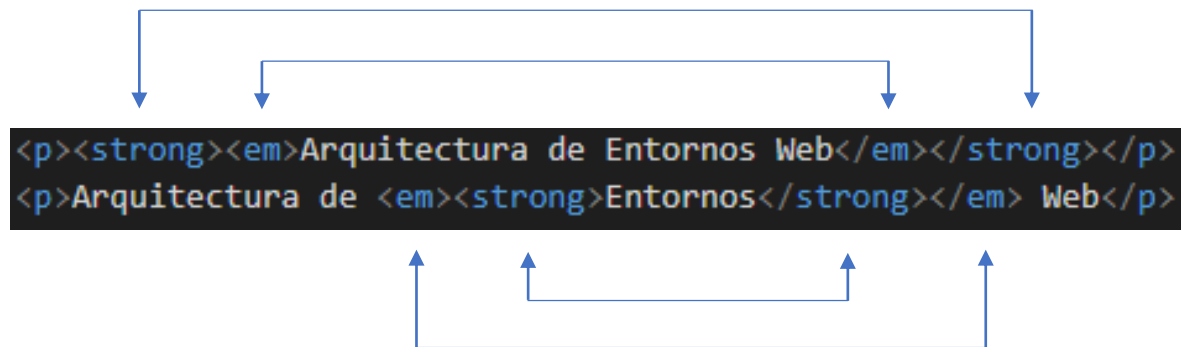 <p><strong><em>Arquitectura de Entornos Web</em></strong></p>
<p>Arquitectura de <em><strong>Entornos</strong></em> Web</p>